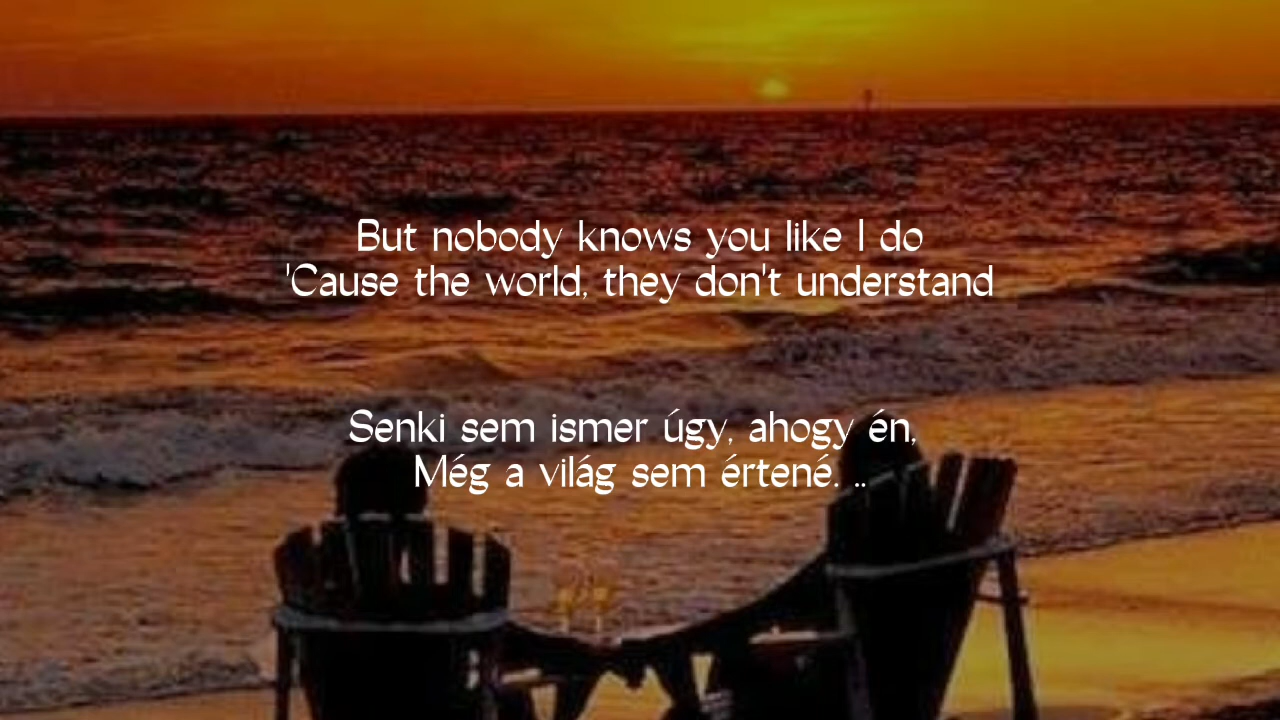 But nobody knows you like I do
'Cause the world, they don't understand
Senki sem ismer úgy, ahogy én,
Még a világ sem értené. ..